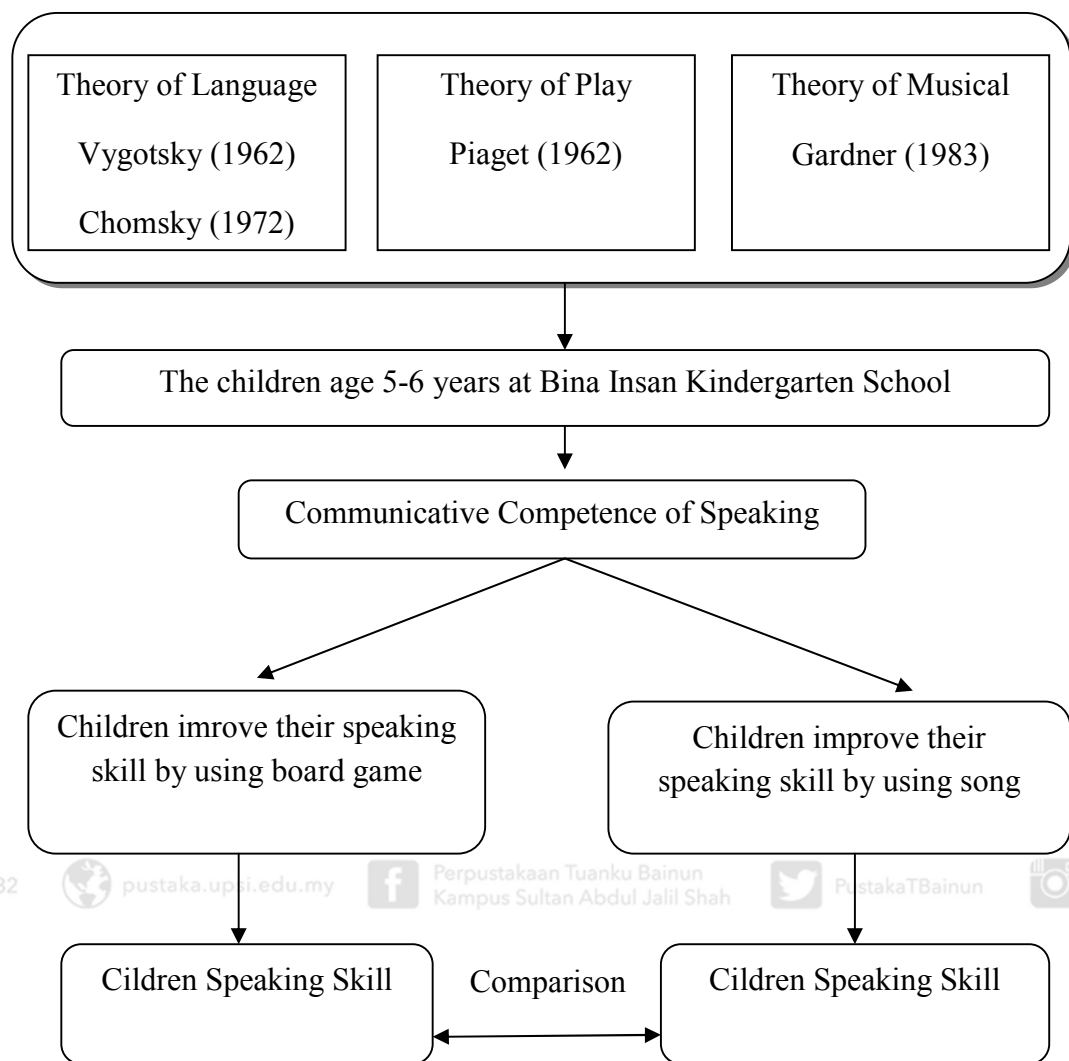 Theory of Language
Vygotsky (1962)
Chomsky (1972)
Theory of Play
Piaget (1962)
Theory of Musical
Gardner (1983)
The children age 5-6 years at Bina Insan Kindergarten School
Communicative Competence of Speaking
Children imrove their speaking
skill by using board game
Children improve their
speaking skill by using song
32
pustaka.upsi.edu.my
f
Perpustakaan Tuanku Bainun
Kampus Sultan Abdul Jalil Shah
PustakaTBainun
Cildren Speaking Skill
Comparison
Cildren Speaking Skill